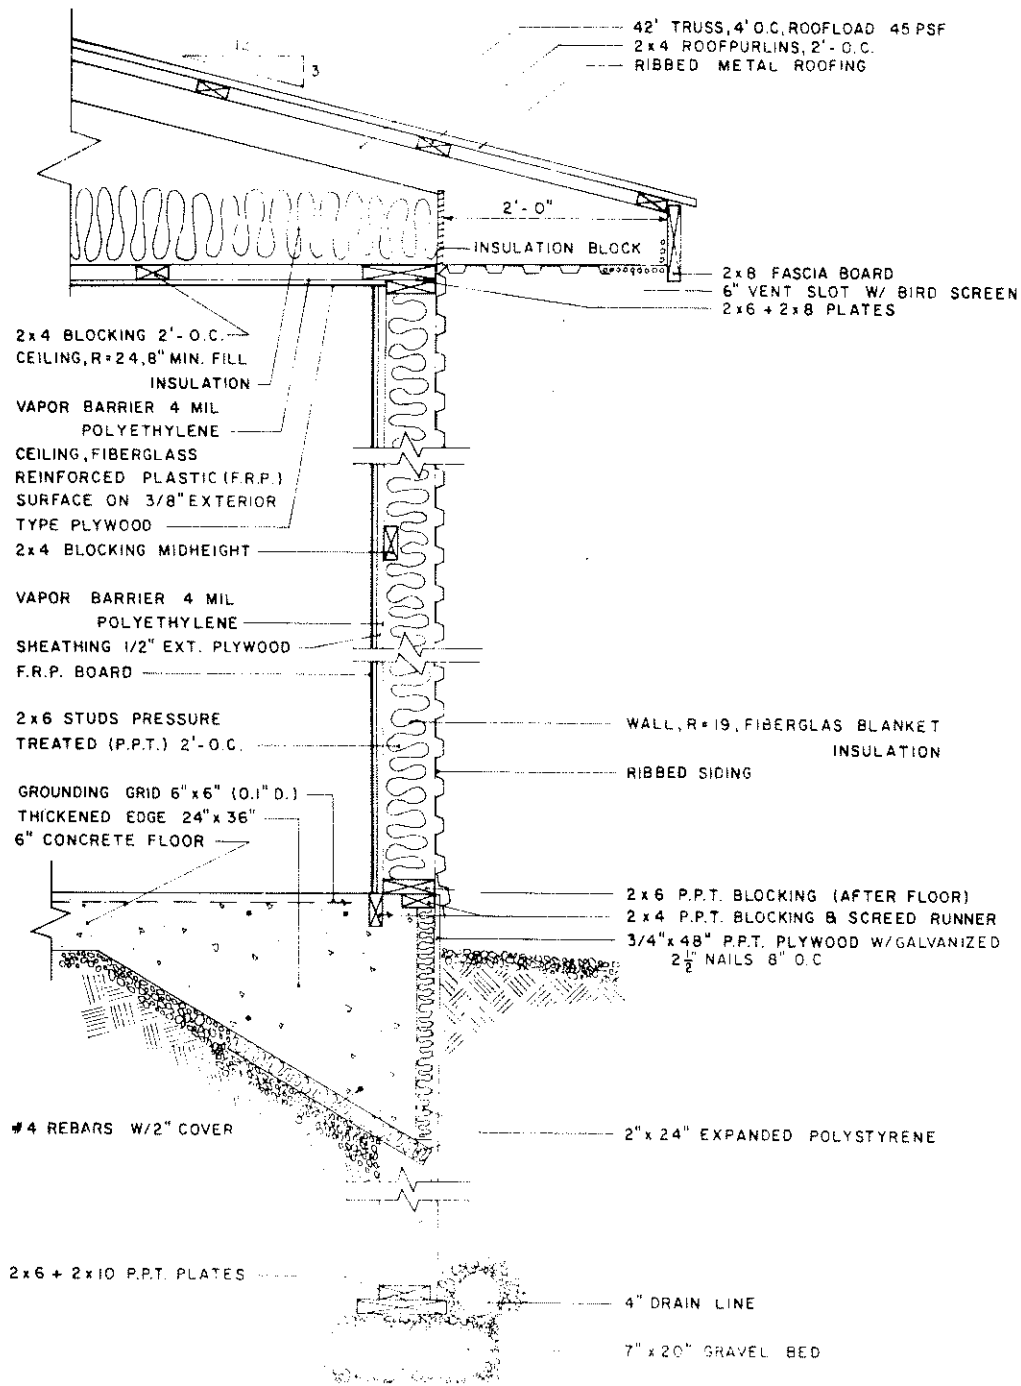 42' TRUSS, 4' O.C, ROOFLOAD 45 PSF
2x4 ROOFPURLINS, 2'- O.C.
RIBBED METAL ROOFING
12
3
2'-0"
INSULATION BLOCK
2x8 FASCIA BOARD
6" VENT SLOT W/ BIRD SCREEN
2x6 + 2x8 PLATES
2x4 BLOCKING 2'- O.C.
CEILING, R=24, 8" MIN. FILL
INSULATION
VAPOR BARRIER 4 MIL
POLYETHYLENE
CEILING, FIBERGLASS
REINFORCED PLASTIC (F.R.P.)
SURFACE ON 3/8" EXTERIOR
TYPE PLYWOOD
2x4 BLOCKING MIDHEIGHT
VAPOR BARRIER 4 MIL
POLYETHYLENE
SHEATHING 1/2" EXT. PLYWOOD
F.R.P. BOARD
2x6 STUDS PRESSURE
TREATED (P.P.T.) 2'-O.C.
WALL, R=19, FIBERGLAS BLANKET
INSULATION
RIBBED SIDING
GROUNDING GRID 6"x6" (0.1" D.)
THICKENED EDGE 24"x36"
6" CONCRETE FLOOR
2x6 P.P.T. BLOCKING (AFTER FLOOR)
2x4 P.P.T. BLOCKING & SCREED RUNNER
3/4"x48" P.P.T. PLYWOOD W/GALVANIZED
2½" NAILS 8" O.C
#4 REBARS W/2" COVER
2"x24" EXPANDED POLYSTYRENE
2x6 + 2x10 P.P.T. PLATES
4" DRAIN LINE
7"x20" GRAVEL BED